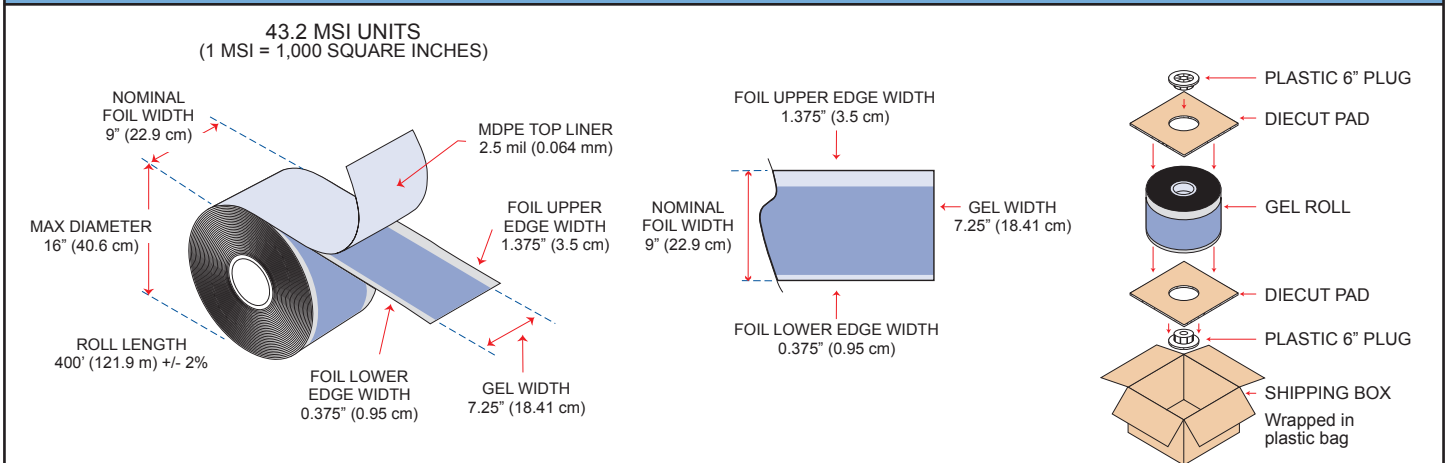 43.2 MSI UNITS
(1 MSI = 1,000 SQUARE INCHES)
NOMINAL
FOIL WIDTH
9” (22.9 cm)
MDPE TOP LINER
2.5 mil (0.064 mm)
MAX DIAMETER
16” (40.6 cm)
FOIL UPPER
EDGE WIDTH
1.375” (3.5 cm)
ROLL LENGTH
400’ (121.9 m) +/- 2%
FOIL LOWER
EDGE WIDTH
0.375” (0.95 cm)
GEL WIDTH
7.25” (18.41 cm)
FOIL UPPER EDGE WIDTH
1.375” (3.5 cm)
NOMINAL
FOIL WIDTH
9” (22.9 cm)
GEL WIDTH
7.25” (18.41 cm)
FOIL LOWER EDGE WIDTH
0.375” (0.95 cm)
PLASTIC 6” PLUG
DIECUT PAD
GEL ROLL
DIECUT PAD
PLASTIC 6” PLUG
SHIPPING BOX
Wrapped in
plastic bag